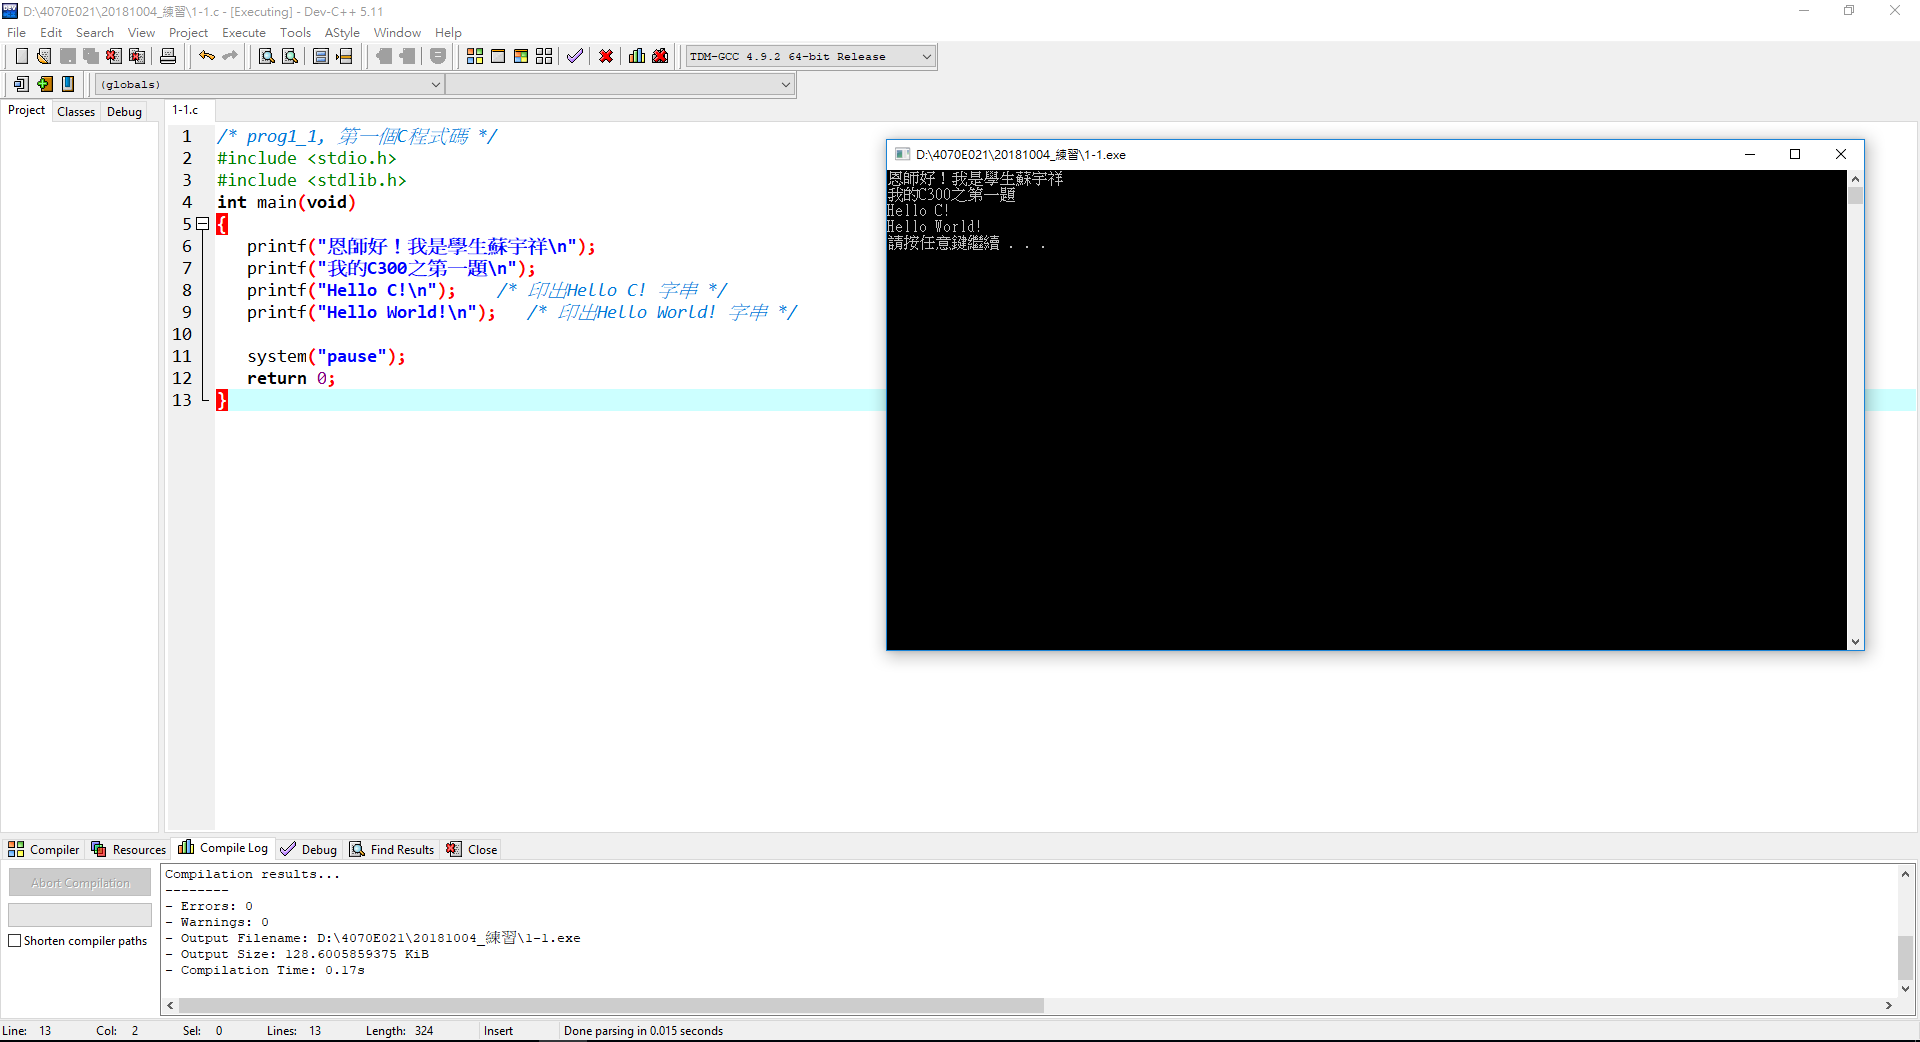 D:\4070E021\20181004_練習\1-1.c - [Executing] - Dev-C++ 5.11
File Edit Search View Project Execute Tools AStyle Window Help
TDM-GCC 4.9.2 64-bit Release
(globals)
Project Classes Debug
1-1.c
1 /* prog1_1, 第一個C程式碼 */
2 #include <stdio.h>
3 #include <stdlib.h>
4 int main(void)
5 {
6 printf("恩師好！我是學生蘇宇祥\n");
7 printf("我的C300之第一題\n");
8 printf("Hello C!\n"); /* 印出Hello C! 字串 */
9 printf("Hello World!\n"); /* 印出Hello World! 字串 */
10
11 system("pause");
12 return 0;
13 }
D:\4070E021\20181004_練習\1-1.exe
恩師好！我是學生蘇宇祥
我的C300之第一題
Hello C!
Hello World!
請按任意鍵繼續 . . .
Compiler Resources Compile Log Debug Find Results Close
Abort Compilation
Shorten compiler paths
Compilation results...
--------
- Errors: 0
- Warnings: 0
- Output Filename: D:\4070E021\20181004_練習\1-1.exe
- Output Size: 128.6005859375 KiB
- Compilation Time: 0.17s
Line: 13 Col: 2 Sel: 0 Lines: 13 Length: 324 Insert Done parsing in 0.015 seconds